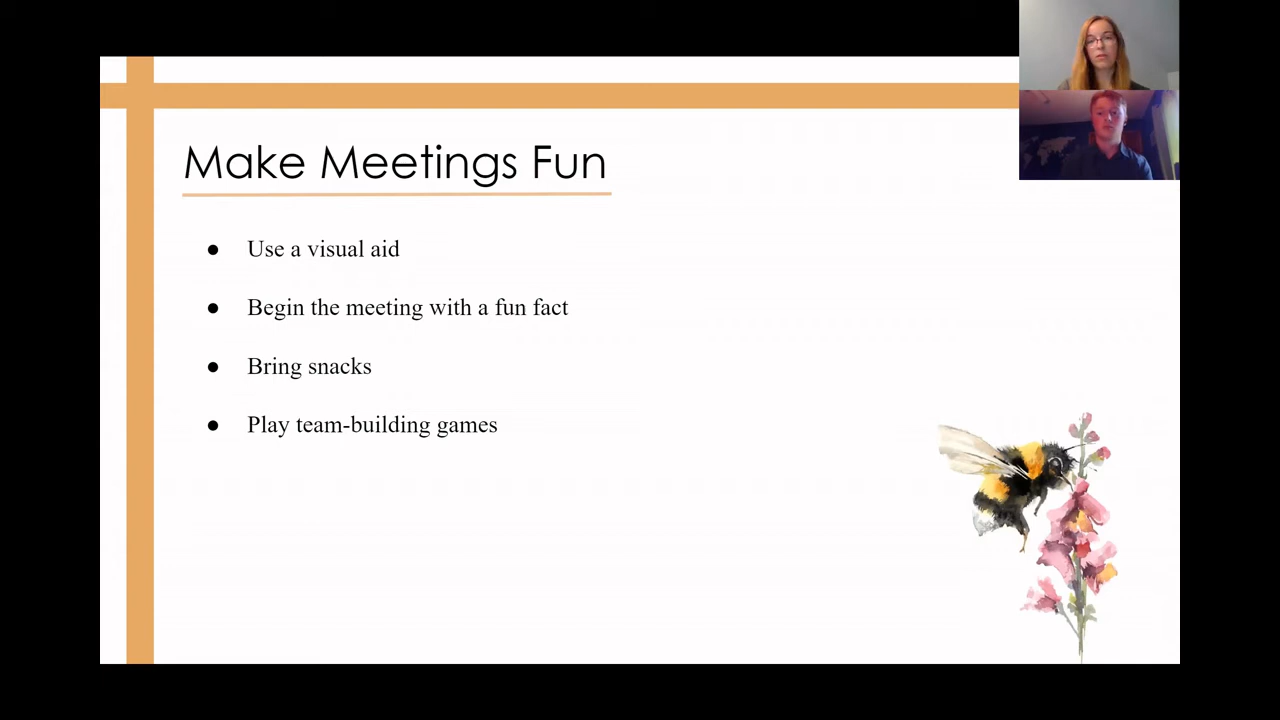 Make Meetings Fun
● Use a visual aid
● Begin the meeting with a fun fact
● Bring snacks
● Play team-building games